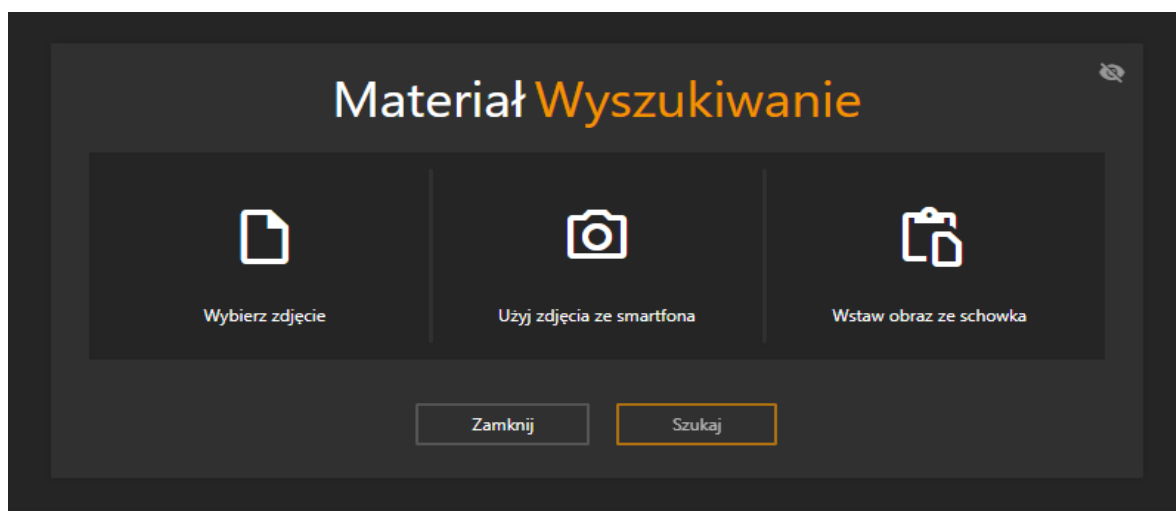 Materiał Wyszukiwanie
Wybierz zdjęcie
Użyj zdjęcia ze smartfona
Wstaw obraz ze schowka
Zamknij
Szukaj